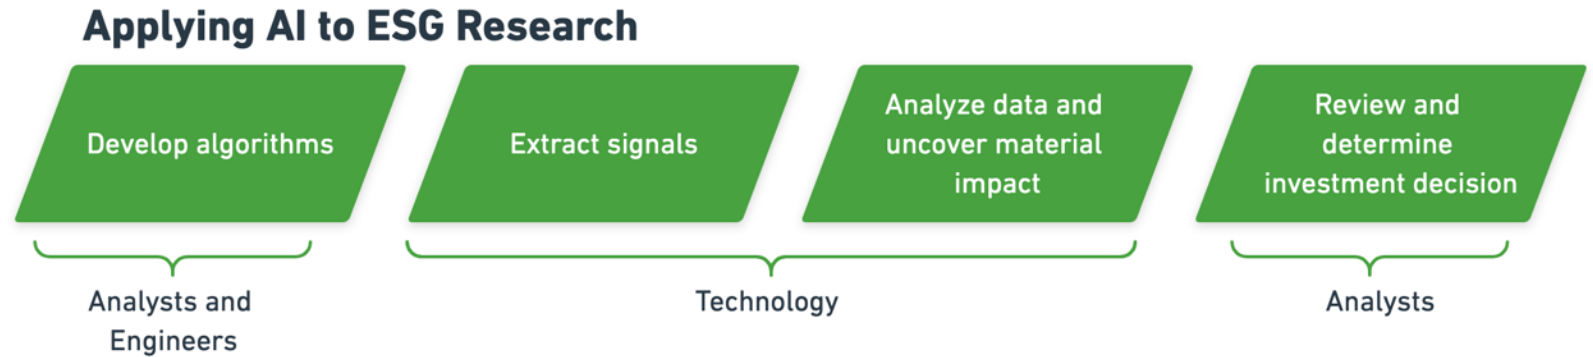 Applying AI to ESG Research
Develop algorithms
Extract signals
Analyze data and
uncover material
impact
Review and
determine
investment decision
Analysts and
Engineers
Technology
Analysts